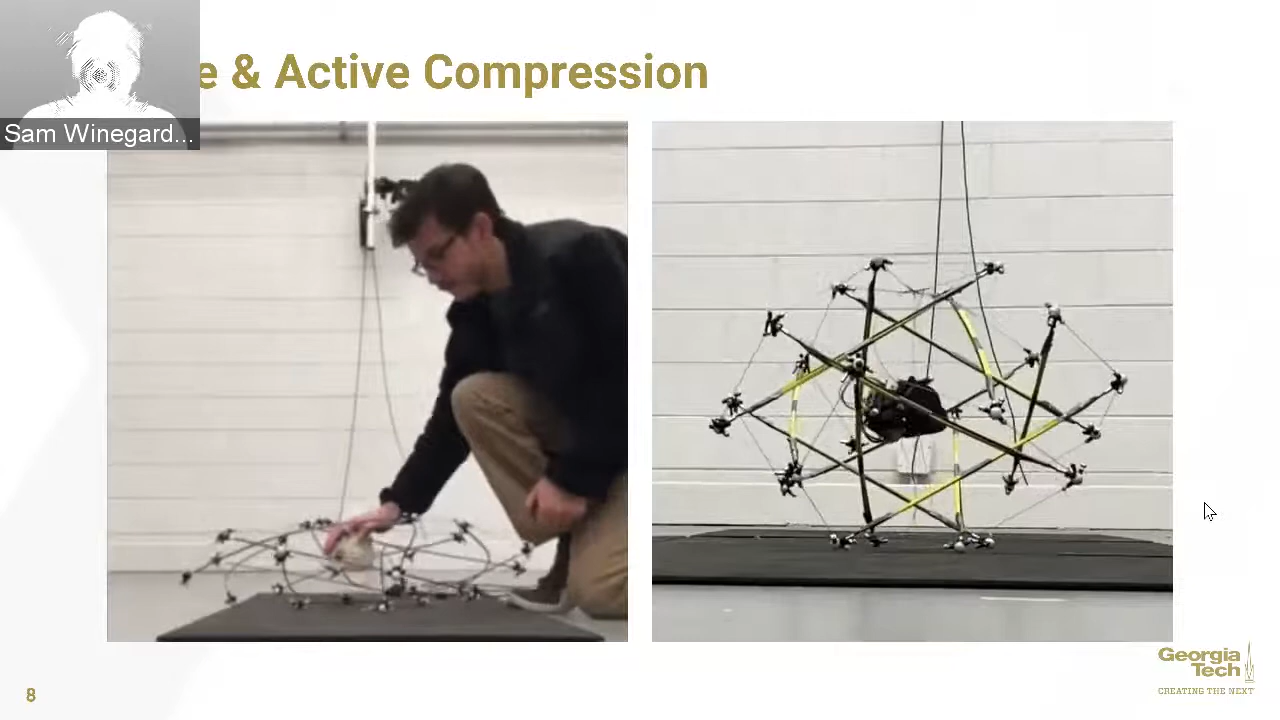 e & Active Compression
Sam Winegard...
Georgia
Tech
CREATING THE NEXT
8